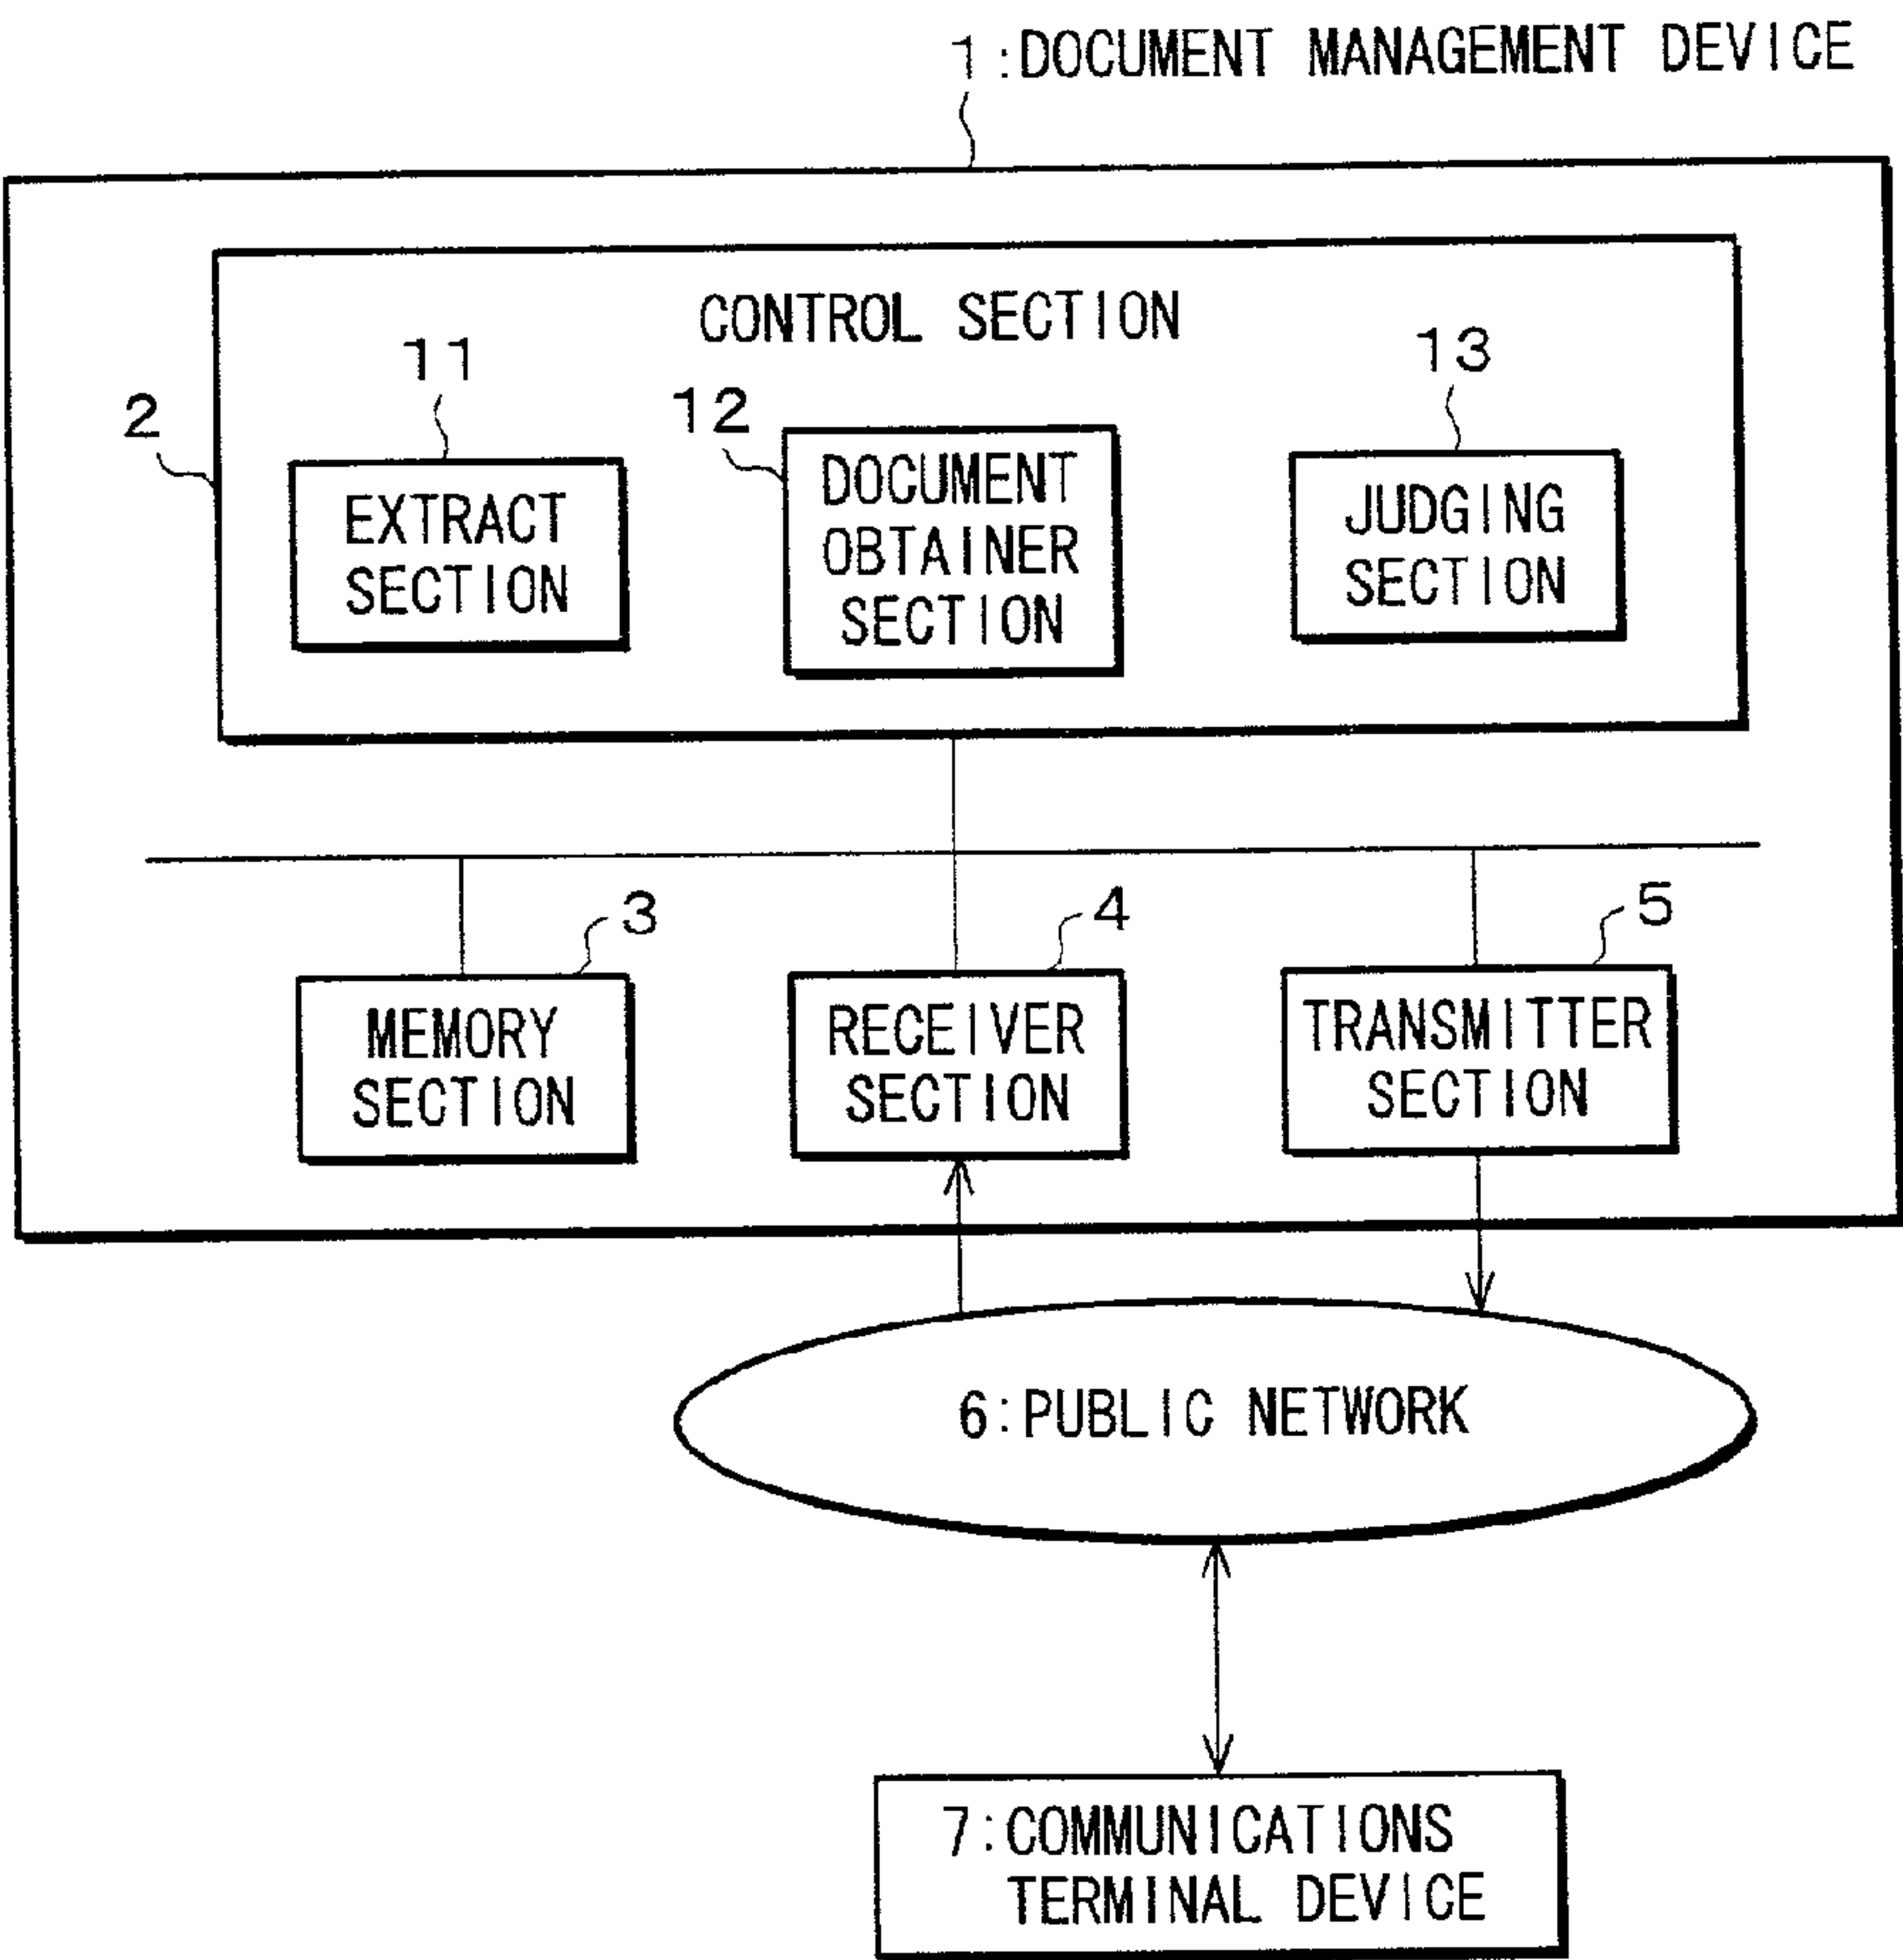 1:DOCUMENT MANAGEMENT DEVICE
CONTROL SECTION
11
12
13
2
EXTRACT
SECTION
DOCUMENT
OBTAINER
SECTION
JUDGING
SECTION
3
4
5
MEMORY
SECTION
RECEIVER
SECTION
TRANSMITTER
SECTION
6:PUBLIC NETWORK
7:COMMUNICATIONS
TERMINAL DEVICE